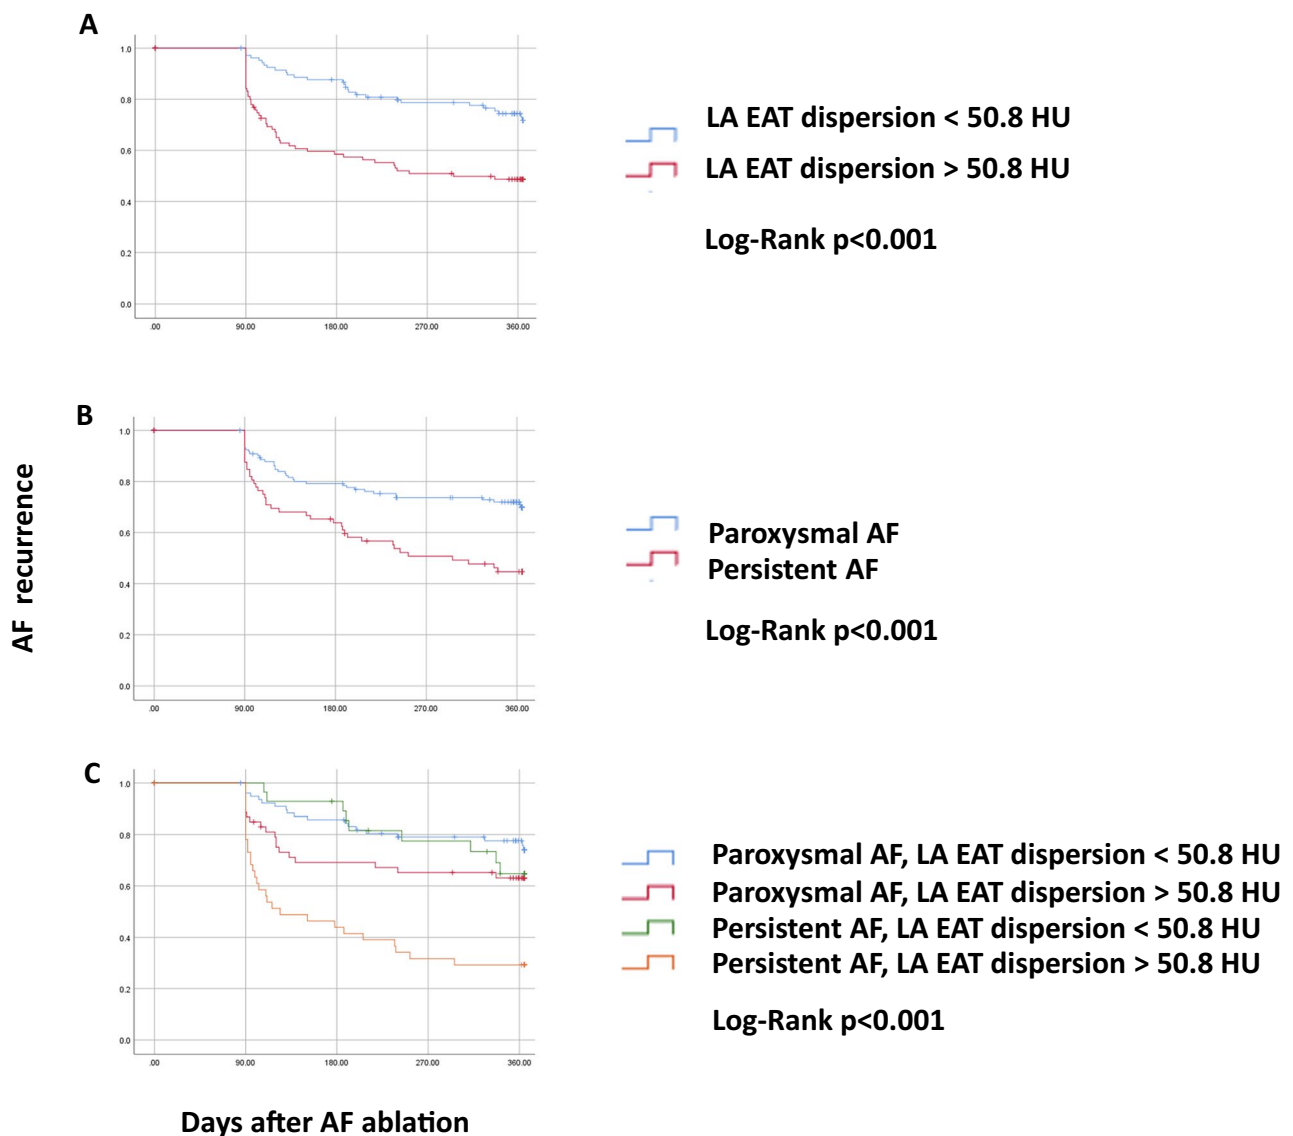 A
1.0
0.8
0.6
0.4
0.2
0.0
.00 90.00 180.00 270.00 360.00
LA EAT dispersion < 50.8 HU
LA EAT dispersion > 50.8 HU
Log-Rank p<0.001
AF recurrence
B
1.0
0.8
0.6
0.4
0.2
0.0
.00 90.00 180.00 270.00 360.00
Paroxysmal AF
Persistent AF
Log-Rank p<0.001
C
1.0
0.8
0.6
0.4
0.2
0.0
.00 90.00 180.00 270.00 360.00
Paroxysmal AF, LA EAT dispersion < 50.8 HU
Paroxysmal AF, LA EAT dispersion > 50.8 HU
Persistent AF, LA EAT dispersion < 50.8 HU
Persistent AF, LA EAT dispersion > 50.8 HU
Log-Rank p<0.001
Days after AF ablation